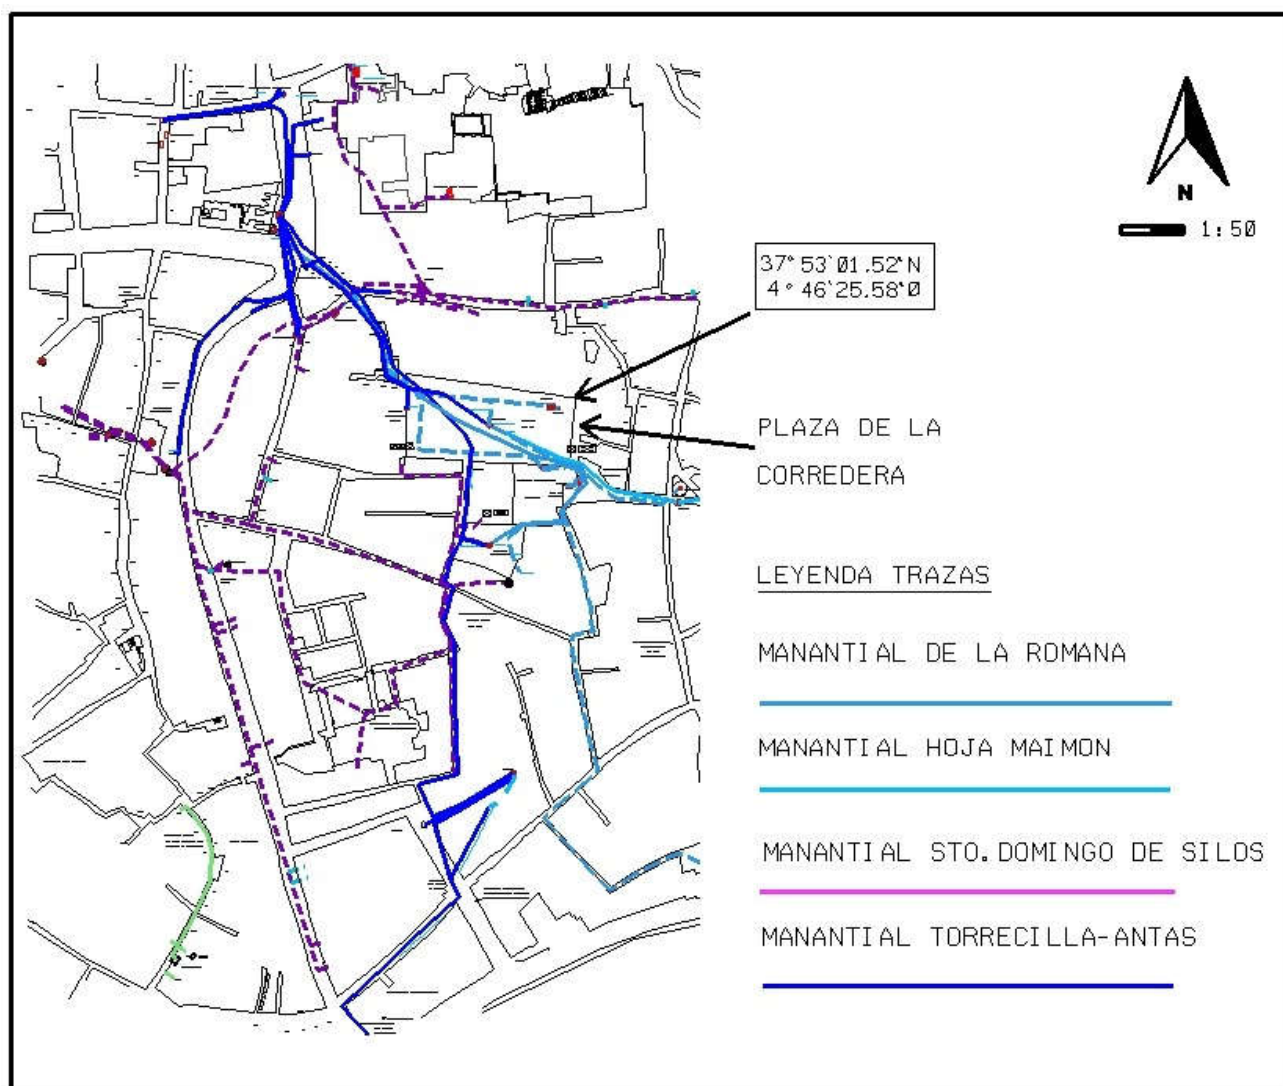 N
1:50
37°53'01.52"N
4°46'25.58"O
PLAZA DE LA
CORREDERA
LEYENDA TRAZAS
MANANTIAL DE LA ROMANA
MANANTIAL HOJA MAIMON
MANANTIAL STO.DOMINGO DE SILOS
MANANTIAL TORRECILLA-ANTAS